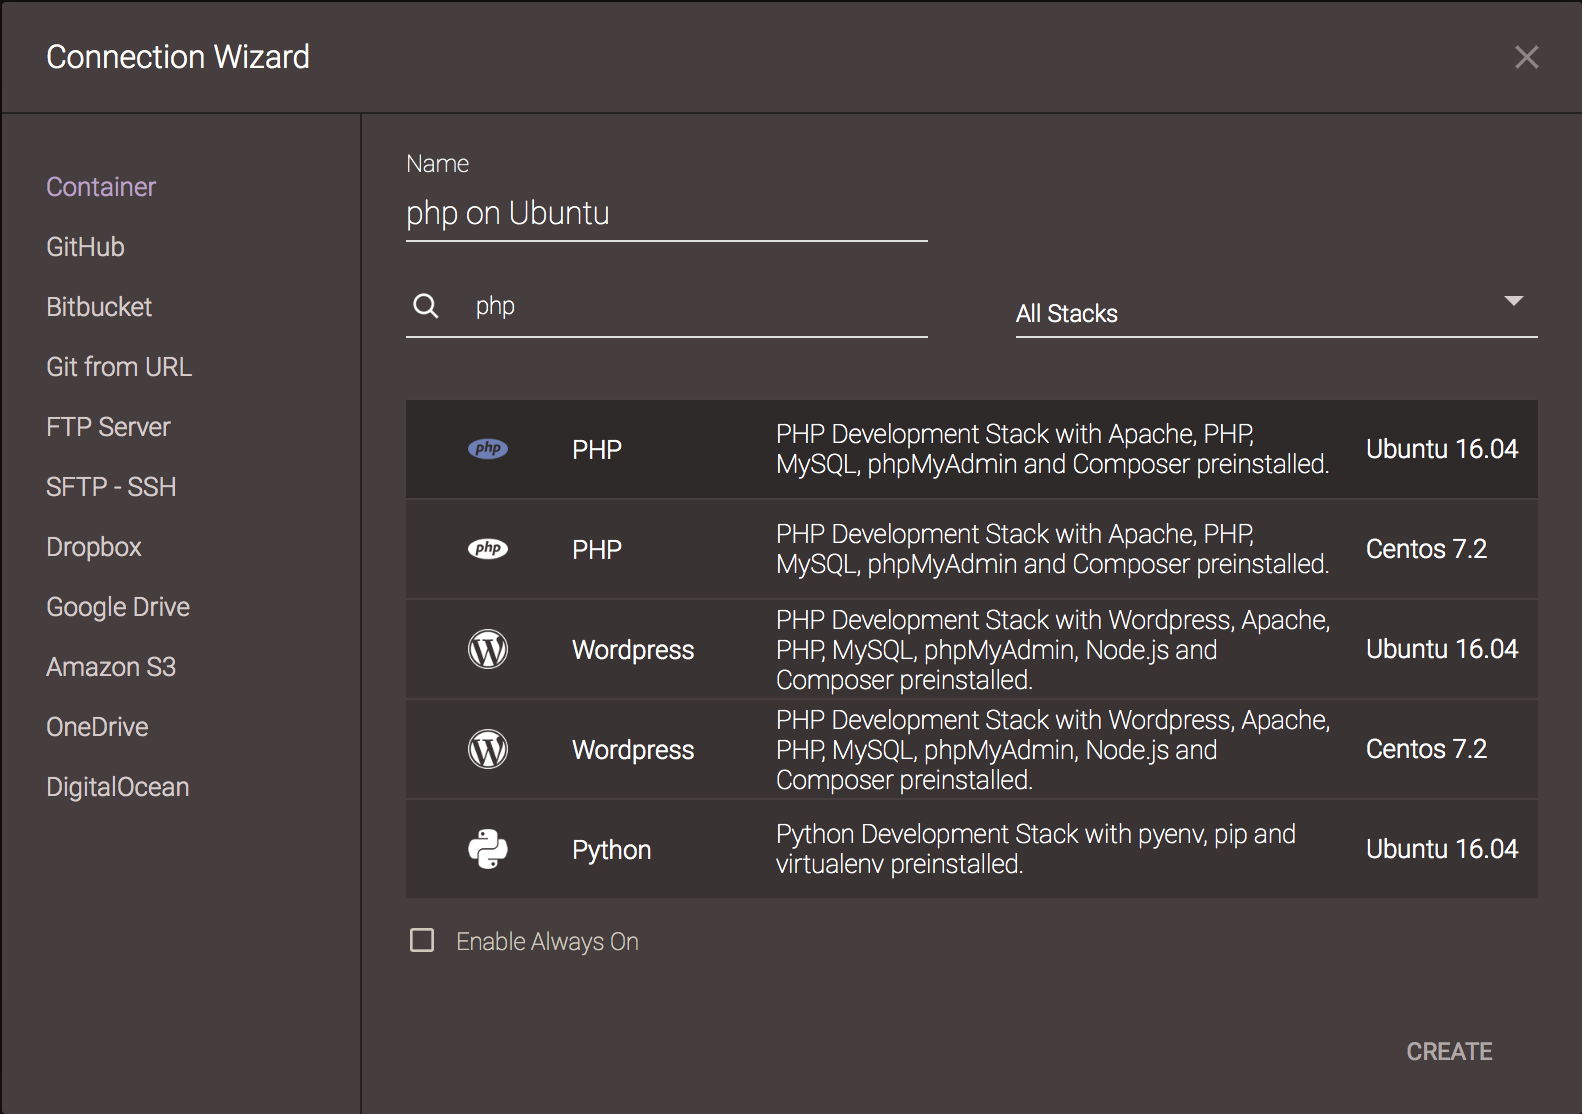 Connection Wizard
Container
GitHub
Bitbucket
Git from URL
FTP Server
SFTP - SSH
Dropbox
Google Drive
Amazon S3
OneDrive
DigitalOcean
Name
php on Ubuntu
php
All Stacks
php
PHP
PHP Development Stack with Apache, PHP,
MySQL, phpMyAdmin and Composer preinstalled.
Ubuntu 16.04
php
PHP
PHP Development Stack with Apache, PHP,
MySQL, phpMyAdmin and Composer preinstalled.
Centos 7.2
Wordpress
PHP Development Stack with Wordpress, Apache,
PHP, MySQL, phpMyAdmin, Node.js and
Composer preinstalled.
Ubuntu 16.04
Wordpress
PHP Development Stack with Wordpress, Apache,
PHP, MySQL, phpMyAdmin, Node.js and
Composer preinstalled.
Centos 7.2
Python
Python Development Stack with pyenv, pip and
virtualenv preinstalled.
Ubuntu 16.04
Enable Always On
CREATE